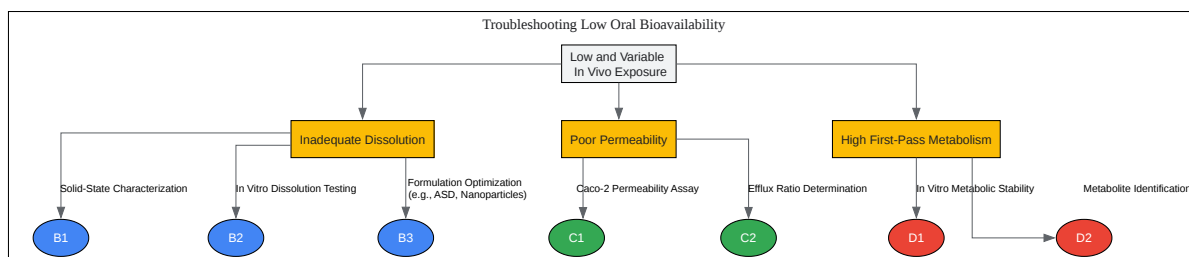 Troubleshooting Low Oral Bioavailability
Low and Variable
In Vivo Exposure
Inadequate Dissolution
Poor Permeability
High First-Pass Metabolism
Solid-State Characterization
In Vitro Dissolution Testing
Formulation Optimization
(e.g., ASD, Nanoparticles)
Caco-2 Permeability Assay
Efflux Ratio Determination
In Vitro Metabolic Stability
Metabolite Identification
B1
B2
B3
C1
C2
D1
D2